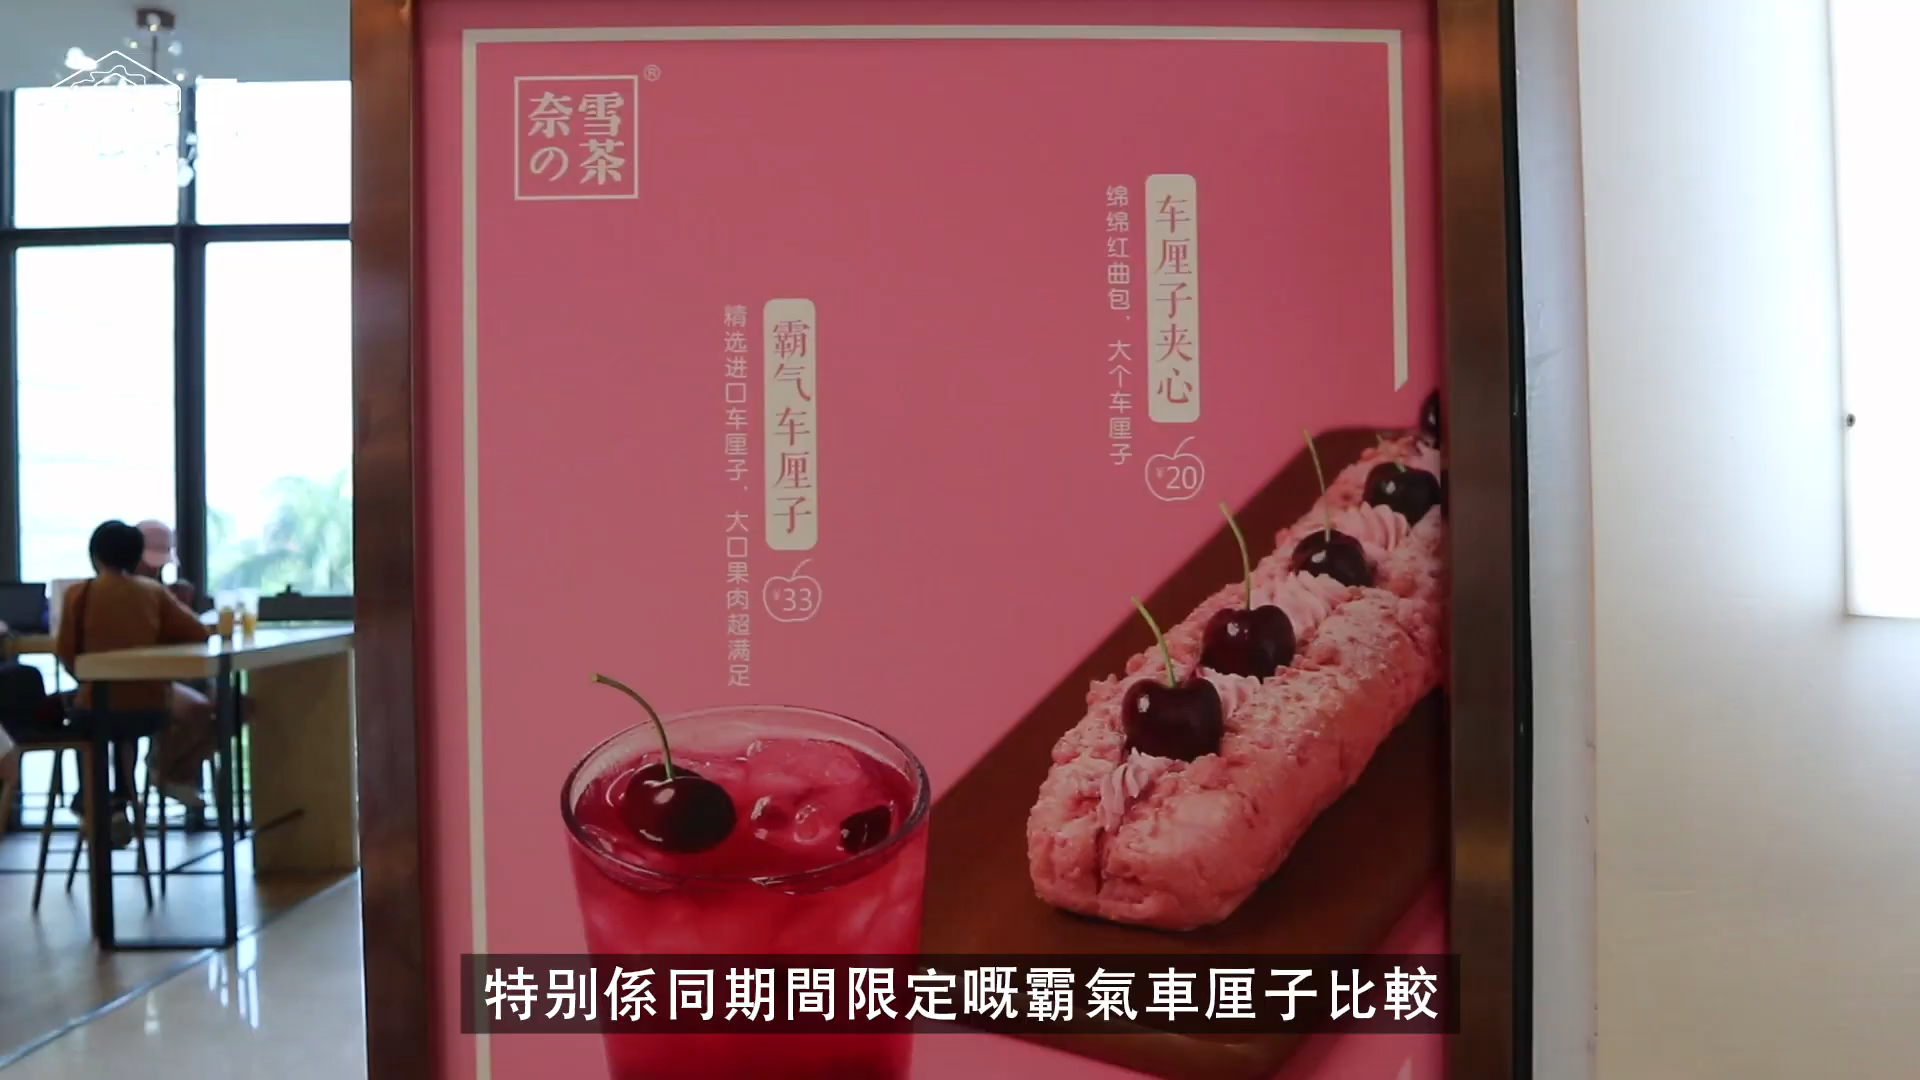 奈雪の茶
®
车厘子夹心
¥20
绵绵红曲包，大个车厘子
霸气车厘子
¥33
精选进口车厘子，大口果肉超满足
特别係同期間限定嘅霸氣車厘子比較